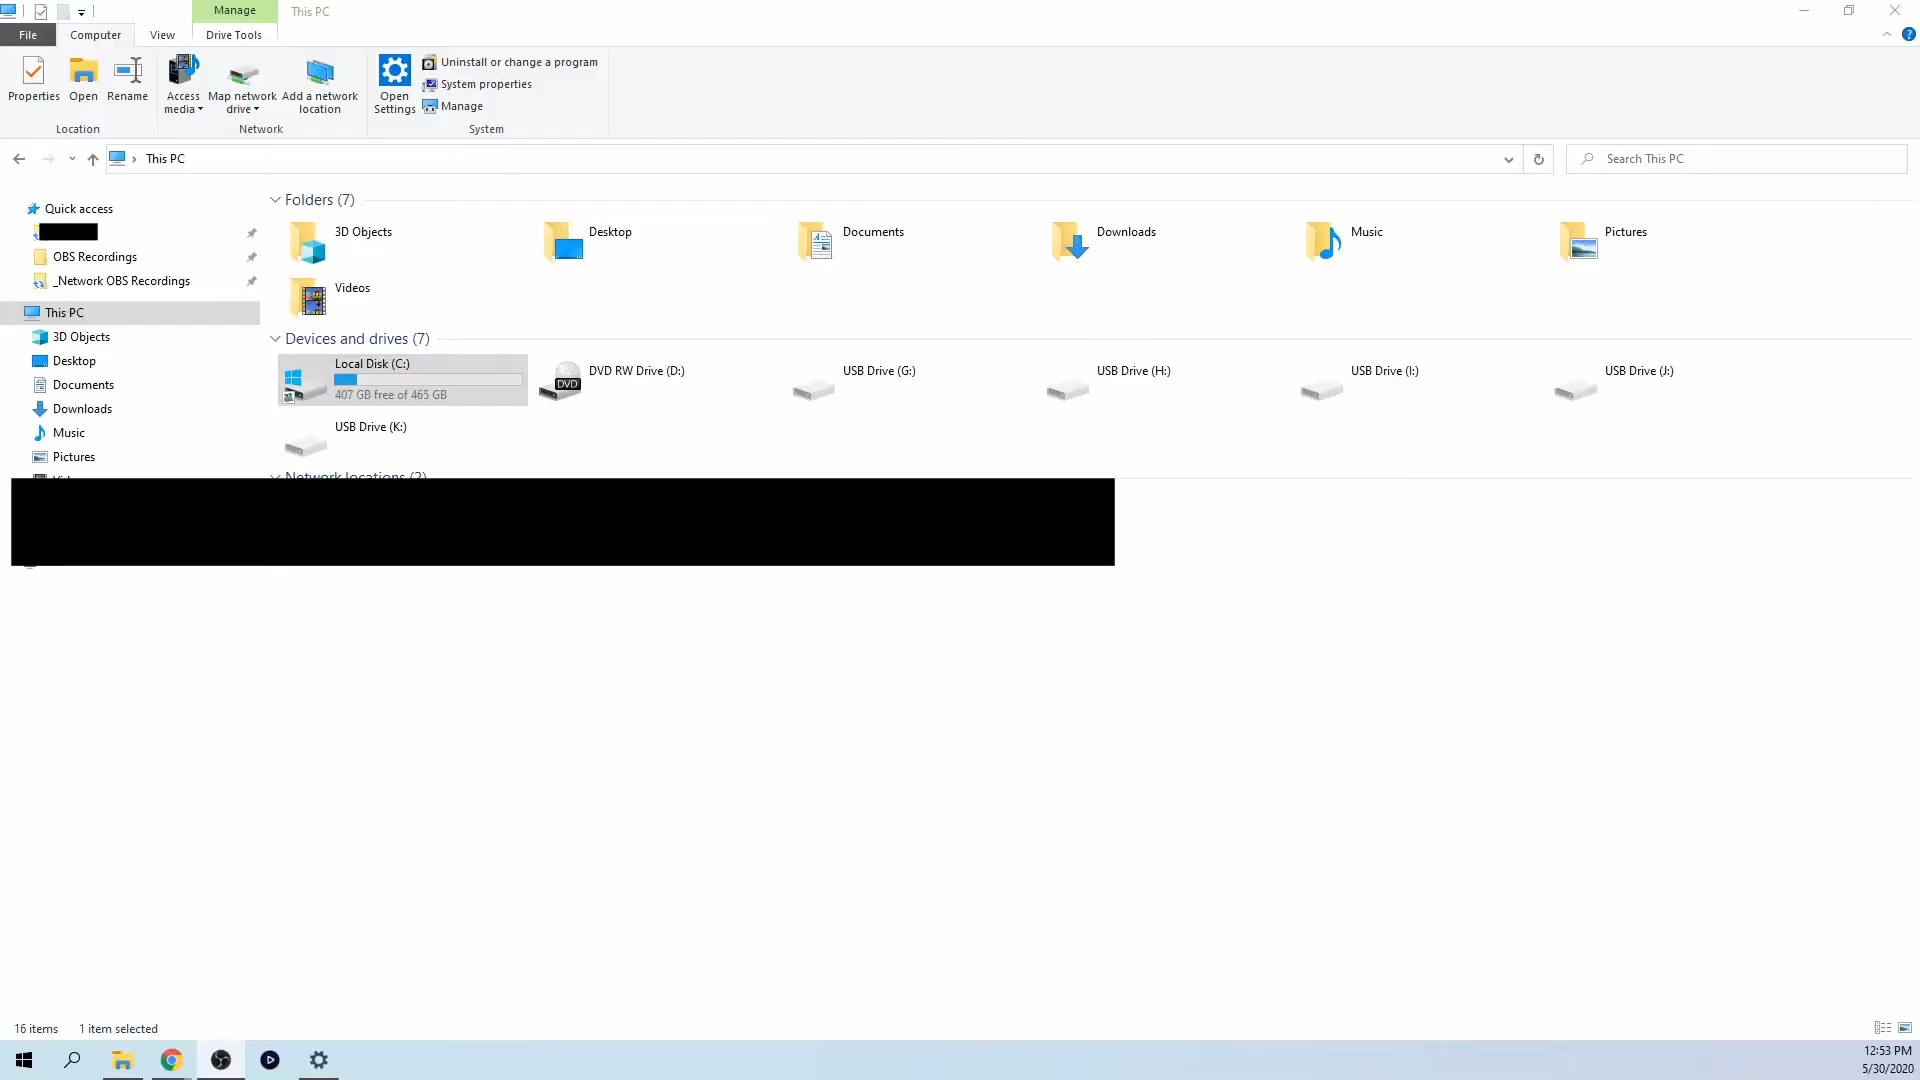 Manage
This PC
File
Computer
View
Drive Tools
Properties
Open
Rename
Access media
Map network drive
Add a network location
Open Settings
Uninstall or change a program
System properties
Manage
Location
Network
System
This PC
Search This PC
Quick access
OBS Recordings
_Network OBS Recordings
This PC
3D Objects
Desktop
Documents
Downloads
Music
Pictures
Folders (7)
3D Objects
Desktop
Documents
Downloads
Music
Pictures
Videos
Devices and drives (7)
Local Disk (C:)
407 GB free of 465 GB
DVD RW Drive (D:)
DVD
USB Drive (G:)
USB Drive (H:)
USB Drive (I:)
USB Drive (J:)
USB Drive (K:)
Network locations (2)
16 items
1 item selected
12:53 PM
5/30/2020